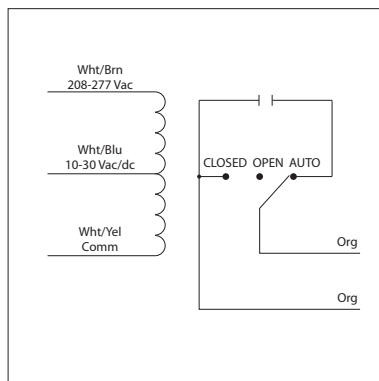 Wht/Brn
208-277 Vac
Wht/Blu
10-30 Vac/dc
Wht/Yel
Comm
CLOSED OPEN AUTO
Org
Org